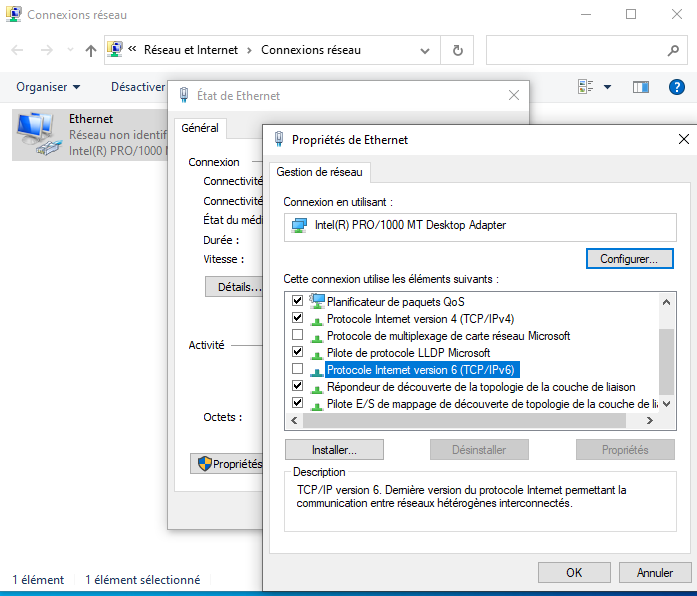 Connexions réseau
« Réseau et Internet > Connexions réseau
Organiser Désactiver
Ethernet
Réseau non identif
Intel(R) PRO/1000 M
État de Ethernet
Général
Connexion
Connectivité
Connectivité
État du médi
Durée :
Vitesse :
Détails...
Activité
Octets :
Propriétés
Propriétés de Ethernet
Gestion de réseau
Connexion en utilisant :
Intel(R) PRO/1000 MT Desktop Adapter
Configurer...
Cette connexion utilise les éléments suivants :
Planificateur de paquets QoS
Protocole Internet version 4 (TCP/IPv4)
Protocole de multiplexage de carte réseau Microsoft
Pilote de protocole LLDP Microsoft
Protocole Internet version 6 (TCP/IPv6)
Répondeur de découverte de la topologie de la couche de liaison
Pilote E/S de mappage de découverte de topologie de la couche de li
Installer... Désinstaller Propriétés
Description
TCP/IP version 6. Dernière version du protocole Internet permettant la
communication entre réseaux hétérogènes interconnectés.
OK Annuler
1 élément 1 élément sélectionné